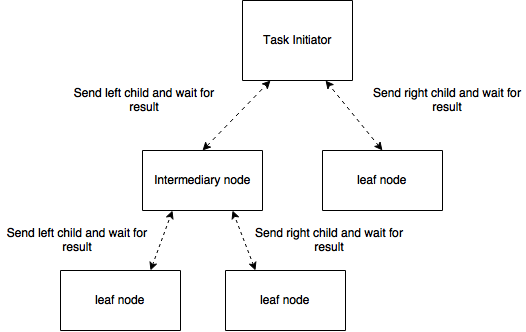 Task Initiator
Send left child and wait for
result
Send right child and wait for
result
Intermediary node
leaf node
Send left child and wait for
result
Send right child and wait for
result
leaf node
leaf node